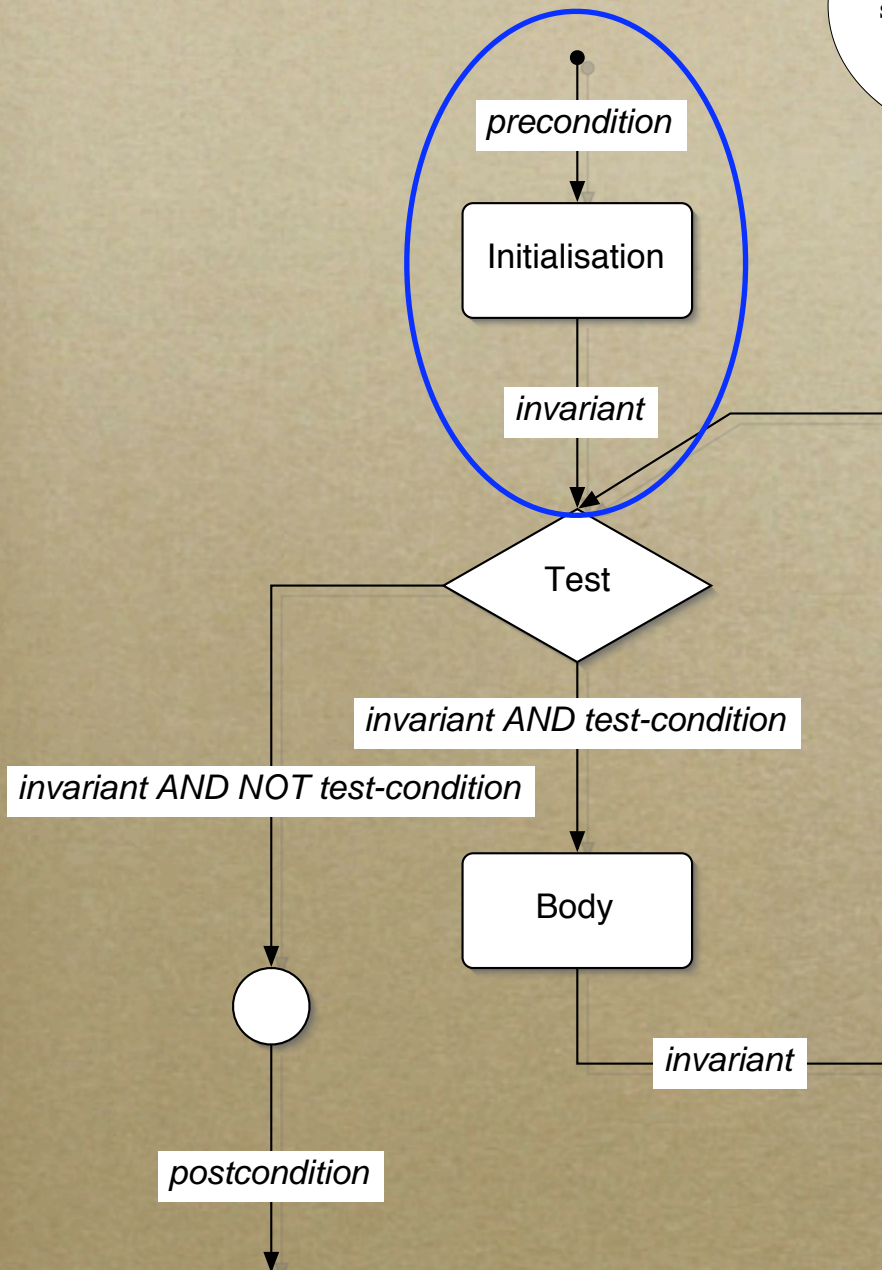 precondition
Initialisation
invariant
Test
invariant AND test-condition
invariant AND NOT test-condition
Body
invariant
postcondition